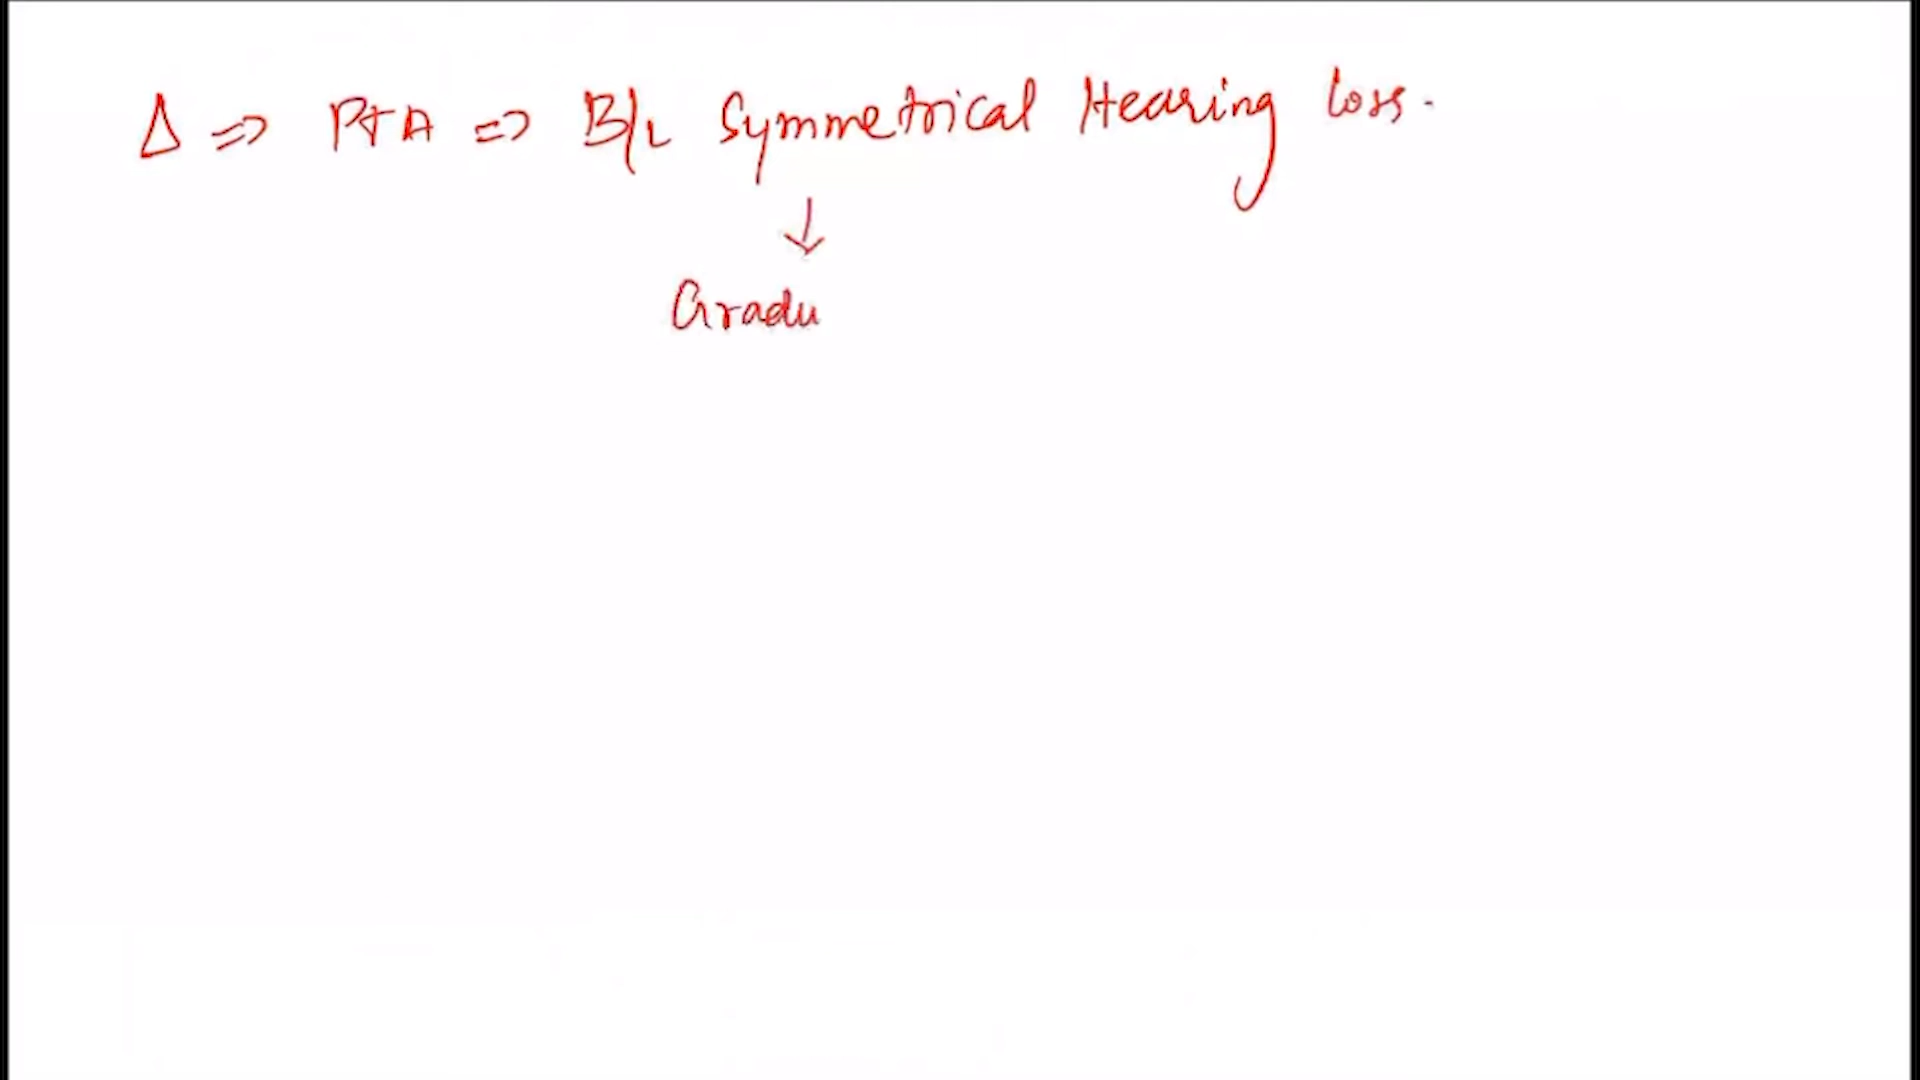 Δ => PTA => B/L Symmetrical Hearing loss.
↓
Gradu